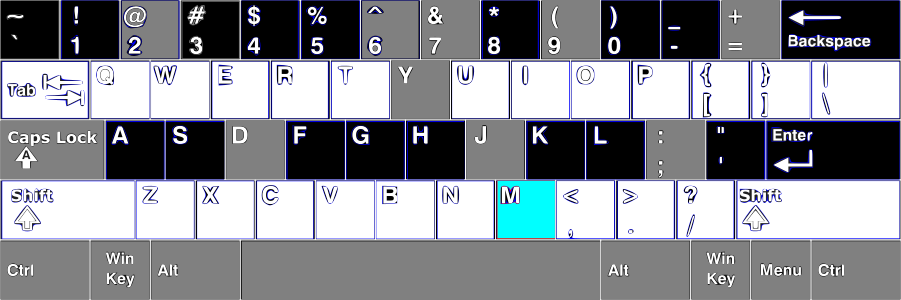 ~ ! @ # $ % ^ & * ( ) _ +
` 1 2 3 4 5 6 7 8 9 0 - = Backspace
Tab Q W E R T Y U I O P { } |
[ ] \
Caps Lock A S D F G H J K L : " Enter
A ; '
Shift Z X C V B N M < > ? Shift
, . /
Ctrl Win Key Alt Alt Win Key Menu Ctrl